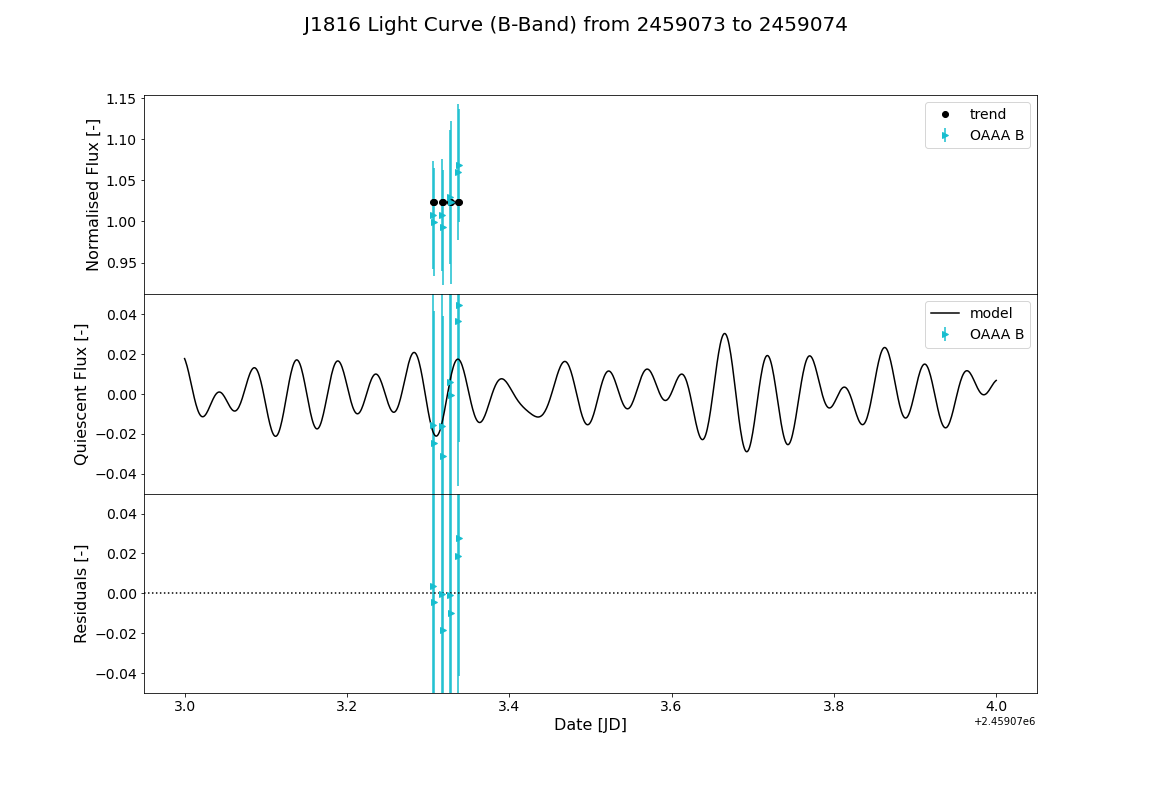 J1816 Light Curve (B-Band) from 2459073 to 2459074
Normalised Flux [-]
1.15
1.10
1.05
1.00
0.95
trend
OAAA B
Quiescent Flux [-]
0.04
0.02
0.00
−0.02
−0.04
model
OAAA B
Residuals [-]
0.04
0.02
0.00
−0.02
−0.04
3.0 3.2 3.4 3.6 3.8 4.0
Date [JD]
+2.45907e6